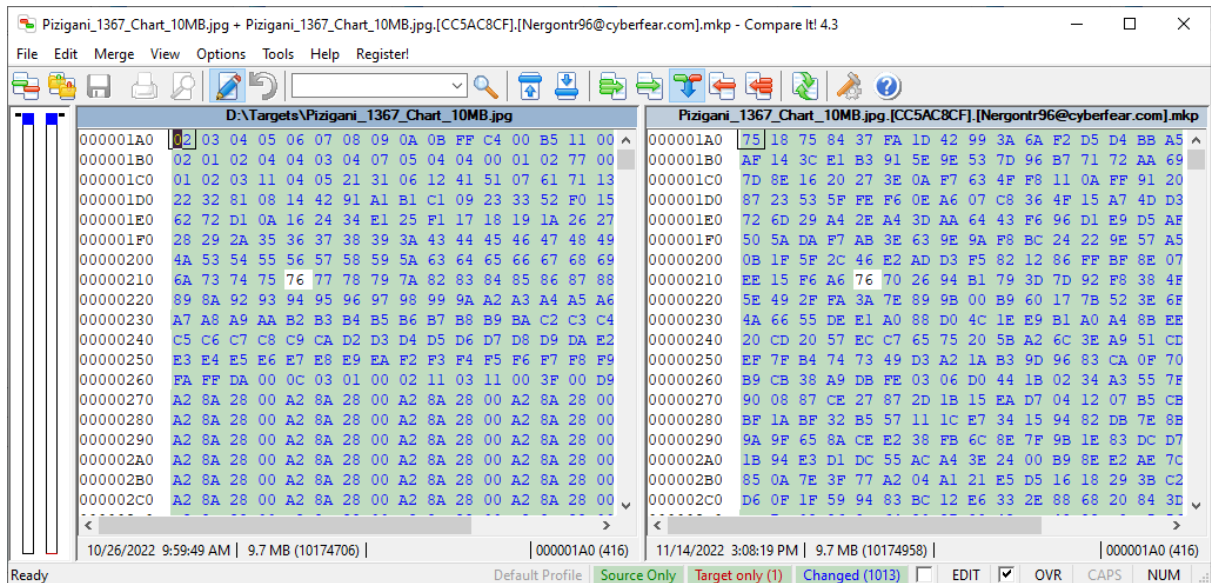 Pizigani_1367_Chart_10MB.jpg + Pizigani_1367_Chart_10MB.jpg.[CC5AC8CF].[Nergontr96@cyberfear.com].mkp - Compare It! 4.3
File Edit Merge View Options Tools Help Register!
D:\Targets\Pizigani_1367_Chart_10MB.jpg
000001A0 02 03 04 05 06 07 08 09 0A 0B FF C4 00 B5 11 00
000001B0 02 01 02 04 04 03 04 07 05 04 04 00 01 02 77 00
000001C0 01 02 03 11 04 05 21 31 06 12 41 51 07 61 71 13
000001D0 22 32 81 08 14 42 91 A1 B1 C1 09 23 33 52 F0 15
000001E0 62 72 D1 0A 16 24 34 E1 25 F1 17 18 19 1A 26 27
000001F0 28 29 2A 35 36 37 38 39 3A 43 44 45 46 47 48 49
00000200 4A 53 54 55 56 57 58 59 5A 63 64 65 66 67 68 69
00000210 6A 73 74 75 76 77 78 79 7A 82 83 84 85 86 87 88
00000220 89 8A 92 93 94 95 96 97 98 99 9A A2 A3 A4 A5 A6
00000230 A7 A8 A9 AA B2 B3 B4 B5 B6 B7 B8 B9 BA C2 C3 C4
00000240 C5 C6 C7 C8 C9 CA D2 D3 D4 D5 D6 D7 D8 D9 DA E2
00000250 E3 E4 E5 E6 E7 E8 E9 EA F2 F3 F4 F5 F6 F7 F8 F9
00000260 FA FF DA 00 0C 03 01 00 02 11 03 11 00 3F 00 D9
00000270 A2 8A 28 00 A2 8A 28 00 A2 8A 28 00 A2 8A 28 00
00000280 A2 8A 28 00 A2 8A 28 00 A2 8A 28 00 A2 8A 28 00
00000290 A2 8A 28 00 A2 8A 28 00 A2 8A 28 00 A2 8A 28 00
000002A0 A2 8A 28 00 A2 8A 28 00 A2 8A 28 00 A2 8A 28 00
000002B0 A2 8A 28 00 A2 8A 28 00 A2 8A 28 00 A2 8A 28 00
000002C0 A2 8A 28 00 A2 8A 28 00 A2 8A 28 00 A2 8A 28 00
10/26/2022 9:59:49 AM 9.7 MB (10174706) 000001A0 (416)
Pizigani_1367_Chart_10MB.jpg.[CC5AC8CF].[Nergontr96@cyberfear.com].mkp
000001A0 75 18 75 84 37 FA 1D 42 99 3A 6A F2 D5 D4 BB A5
000001B0 AF 14 3C E1 B3 91 5E 9E 53 7D 96 B7 71 72 AA 69
000001C0 7D 8E 16 20 27 3E 0A F7 63 4F F8 11 0A FF 91 20
000001D0 87 23 53 5F FE F6 0E A6 07 C8 36 4F 15 A7 4D D3
000001E0 72 6D 29 A4 2E A4 3D AA 64 43 F6 96 D1 E9 D5 AF
000001F0 50 5A DA F7 AB 3E 63 9E 9A F8 BC 24 22 9E 57 A5
00000200 0B 1F 5F 2C 46 E2 AD D3 F5 82 12 86 FF BF 8E 07
00000210 EE 15 F6 A6 76 70 26 94 B1 79 3D 7D 92 F8 38 4F
00000220 5E 49 2F FA 3A 7E 89 9B 00 B9 60 17 7B 52 3E 6F
00000230 4A 66 55 DE E1 A0 88 D0 4C 1E E9 B1 A0 A4 8B EE
00000240 20 CD 20 57 EC C7 65 75 20 5B A2 6C 3E A9 51 CD
00000250 EF 7F B4 74 73 49 D3 A2 1A B3 9D 96 83 CA 0F 70
00000260 B9 CB 38 A9 DB FE 03 06 D0 44 1B 02 34 A3 55 7F
00000270 90 08 87 CE 27 87 2D 1B 15 EA D7 04 12 07 B5 CB
00000280 BF 1A BF 32 B5 57 11 1C E7 34 15 94 82 DB 7E 8B
00000290 9A 9F 65 8A CE E2 38 FB 6C 8E 7F 9B 1E 83 DC D7
000002A0 1B 94 E3 D1 DC 55 AC A4 3E 24 00 B9 8E E2 AE 7C
000002B0 85 0A 7E 3F 77 A2 04 A1 21 E5 D5 16 18 29 3B C2
000002C0 D6 0F 1F 59 94 83 BC 12 E6 33 2E 88 68 20 84 3D
11/14/2022 3:08:19 PM 9.7 MB (10174958) 000001A0 (416)
Ready Default Profile Source Only Target only (1) Changed (1013) EDIT OVR CAPS NUM